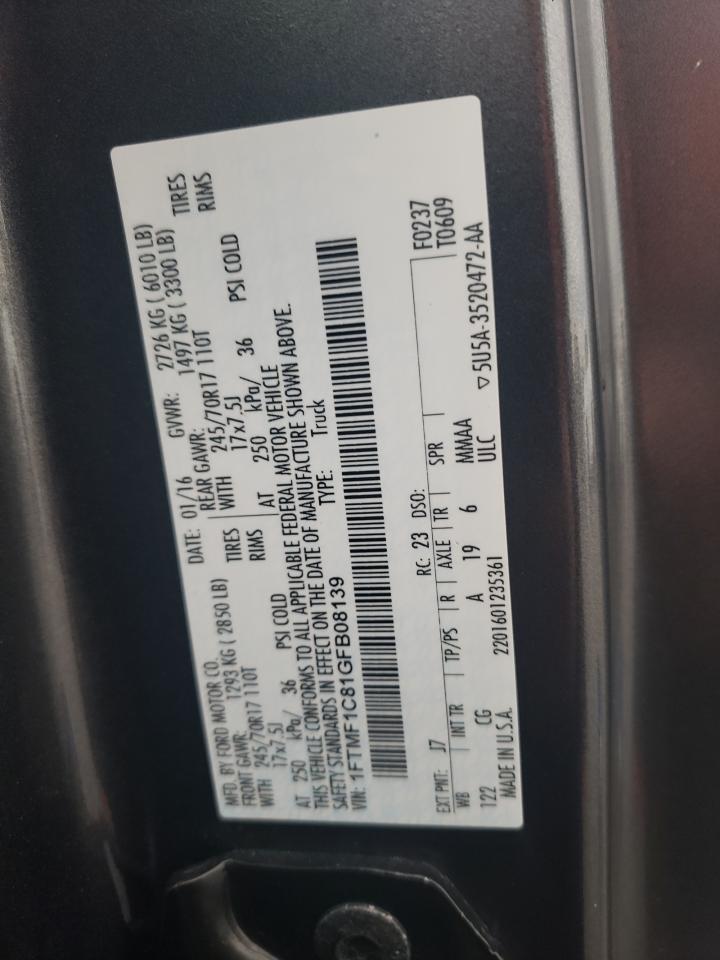 MFD. BY FORD MOTOR CO. DATE: 01/16 GVWR: 2726 KG ( 6010 LB)
FRONT GAWR: 1293 KG ( 2850 LB) REAR GAWR: 1497 KG ( 3300 LB)
WITH 245/70R17 110T TIRES WITH 245/70R17 110T TIRES
17x7.5J RIMS 17x7.5J RIMS
AT 250 kPa/ 36 PSI COLD AT 250 kPa/ 36 PSI COLD
THIS VEHICLE CONFORMS TO ALL APPLICABLE FEDERAL MOTOR VEHICLE
SAFETY STANDARDS IN EFFECT ON THE DATE OF MANUFACTURE SHOWN ABOVE.
VIN: 1FTMF1C81GFB08139 TYPE: Truck
F0237
EXT PNT: J7 RC: 23 DSO: T0609
WB INT TR TP/PS R AXLE TR SPR
122 CG A 19 6 MMAA
ULC
MADE IN U.S.A. 2201601235361 ▽5U5A-3520472-AA